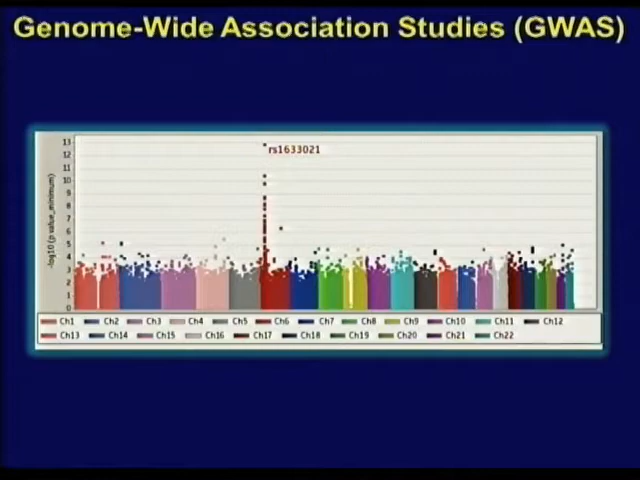 Genome-Wide Association Studies (GWAS)
13
12
11
10
9
8
7
6
5
4
3
2
1
0
-log10 (p value_minimum)
rs1633021
Ch1 Ch2 Ch3 Ch4 Ch5 Ch6 Ch7 Ch8 Ch9 Ch10 Ch11 Ch12
Ch13 Ch14 Ch15 Ch16 Ch17 Ch18 Ch19 Ch20 Ch21 Ch22